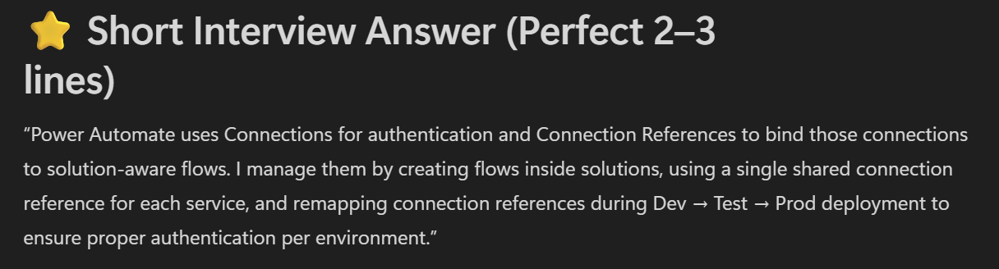 ⭐ Short Interview Answer (Perfect 2–3
lines)
“Power Automate uses Connections for authentication and Connection References to bind those connections
to solution-aware flows. I manage them by creating flows inside solutions, using a single shared connection
reference for each service, and remapping connection references during Dev → Test → Prod deployment to
ensure proper authentication per environment.”